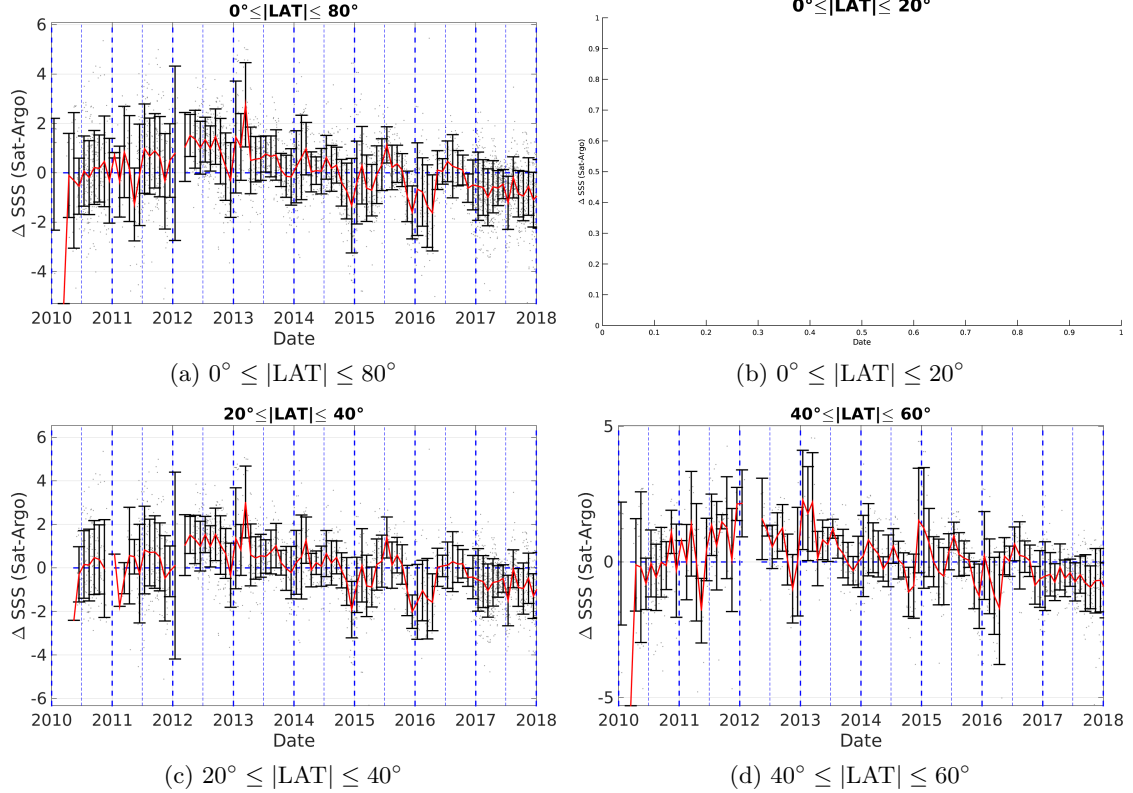 0°≤|LAT|≤ 80°
6
4
2
0
-2
-4
Δ SSS (Sat-Argo)
2010 2011 2012 2013 2014 2015 2016 2017 2018
Date
(a) 0° ≤ |LAT| ≤ 80°
0°≤|LAT|≤ 20°
1
0.9
0.8
0.7
0.6
0.5
0.4
0.3
0.2
0.1
0
Δ SSS (Sat-Argo)
0 0.1 0.2 0.3 0.4 0.5 0.6 0.7 0.8 0.9 1
Date
(b) 0° ≤ |LAT| ≤ 20°
20°≤|LAT|≤ 40°
6
4
2
0
-2
-4
-6
Δ SSS (Sat-Argo)
2010 2011 2012 2013 2014 2015 2016 2017 2018
Date
(c) 20° ≤ |LAT| ≤ 40°
40°≤|LAT|≤ 60°
5
0
-5
Δ SSS (Sat-Argo)
2010 2011 2012 2013 2014 2015 2016 2017 2018
Date
(d) 40° ≤ |LAT| ≤ 60°